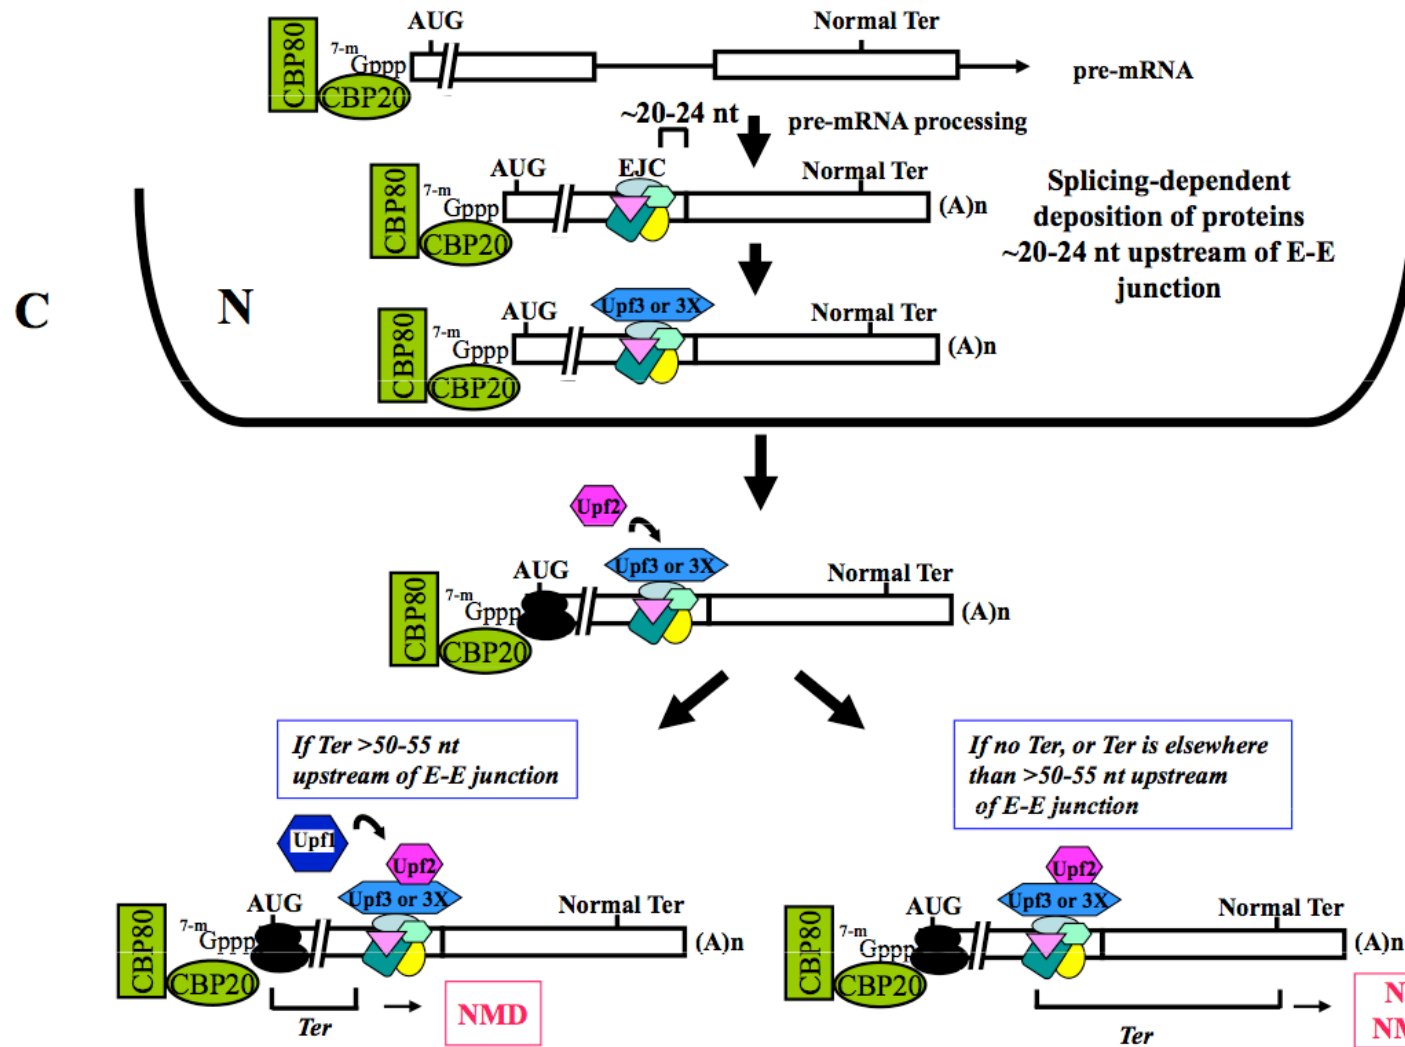 AUG
Normal Ter
CBP80
7-m
Gppp
CBP20
pre-mRNA
~20-24 nt
pre-mRNA processing
AUG
EJC
Normal Ter
CBP80
7-m
Gppp
CBP20
(A)n
Splicing-dependent
deposition of proteins
~20-24 nt upstream of E-E
junction
C
N
Upf3 or 3X
AUG
Normal Ter
CBP80
7-m
Gppp
CBP20
(A)n
Upf2
Upf3 or 3X
AUG
Normal Ter
CBP80
7-m
Gppp
CBP20
(A)n
If Ter >50-55 nt
upstream of E-E junction
If no Ter, or Ter is elsewhere
than >50-55 nt upstream
of E-E junction
Upf1
Upf2
Upf3 or 3X
AUG
Normal Ter
CBP80
7-m
Gppp
CBP20
(A)n
Ter
NMD
Upf2
Upf3 or 3X
AUG
Normal Ter
CBP80
7-m
Gppp
CBP20
(A)n
Ter